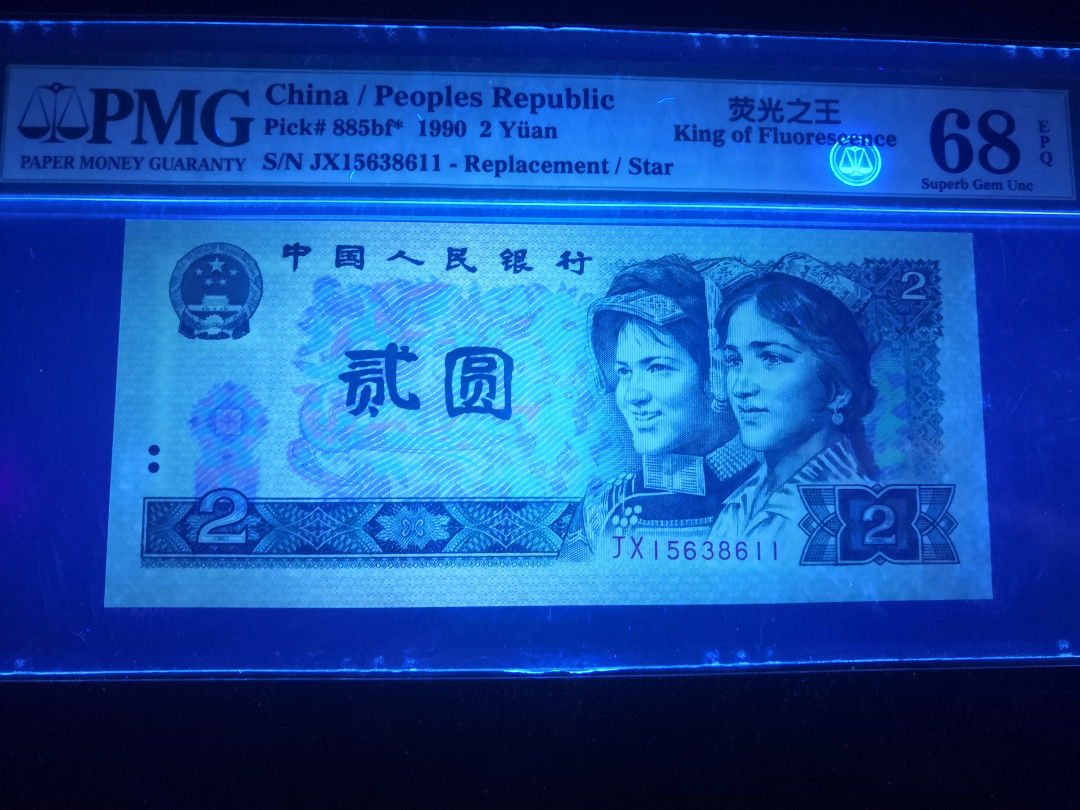 PMG
PAPER MONEY GUARANTY
China / Peoples Republic
Pick# 885bf* 1990 2 Yüan
S/N JX15638611 - Replacement / Star
荧光之王
King of Fluorescence
68
EPQ
Superb Gem Unc
中国人民银行
2
贰圆
2
JX15638611
2